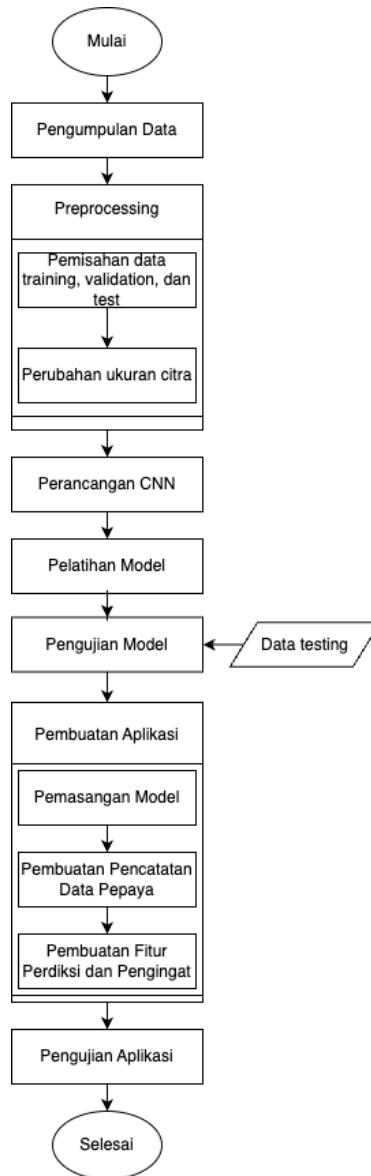 Mulai
Pengumpulan Data
Preprocessing
Pemisahan data
training, validation, dan
test
Perubahan ukuran citra
Perancangan CNN
Pelatihan Model
Pengujian Model
Data testing
Pembuatan Aplikasi
Pemasangan Model
Pembuatan Pencatatan
Data Pepaya
Pembuatan Fitur
Perdiksi dan Pengingat
Pengujian Aplikasi
Selesai